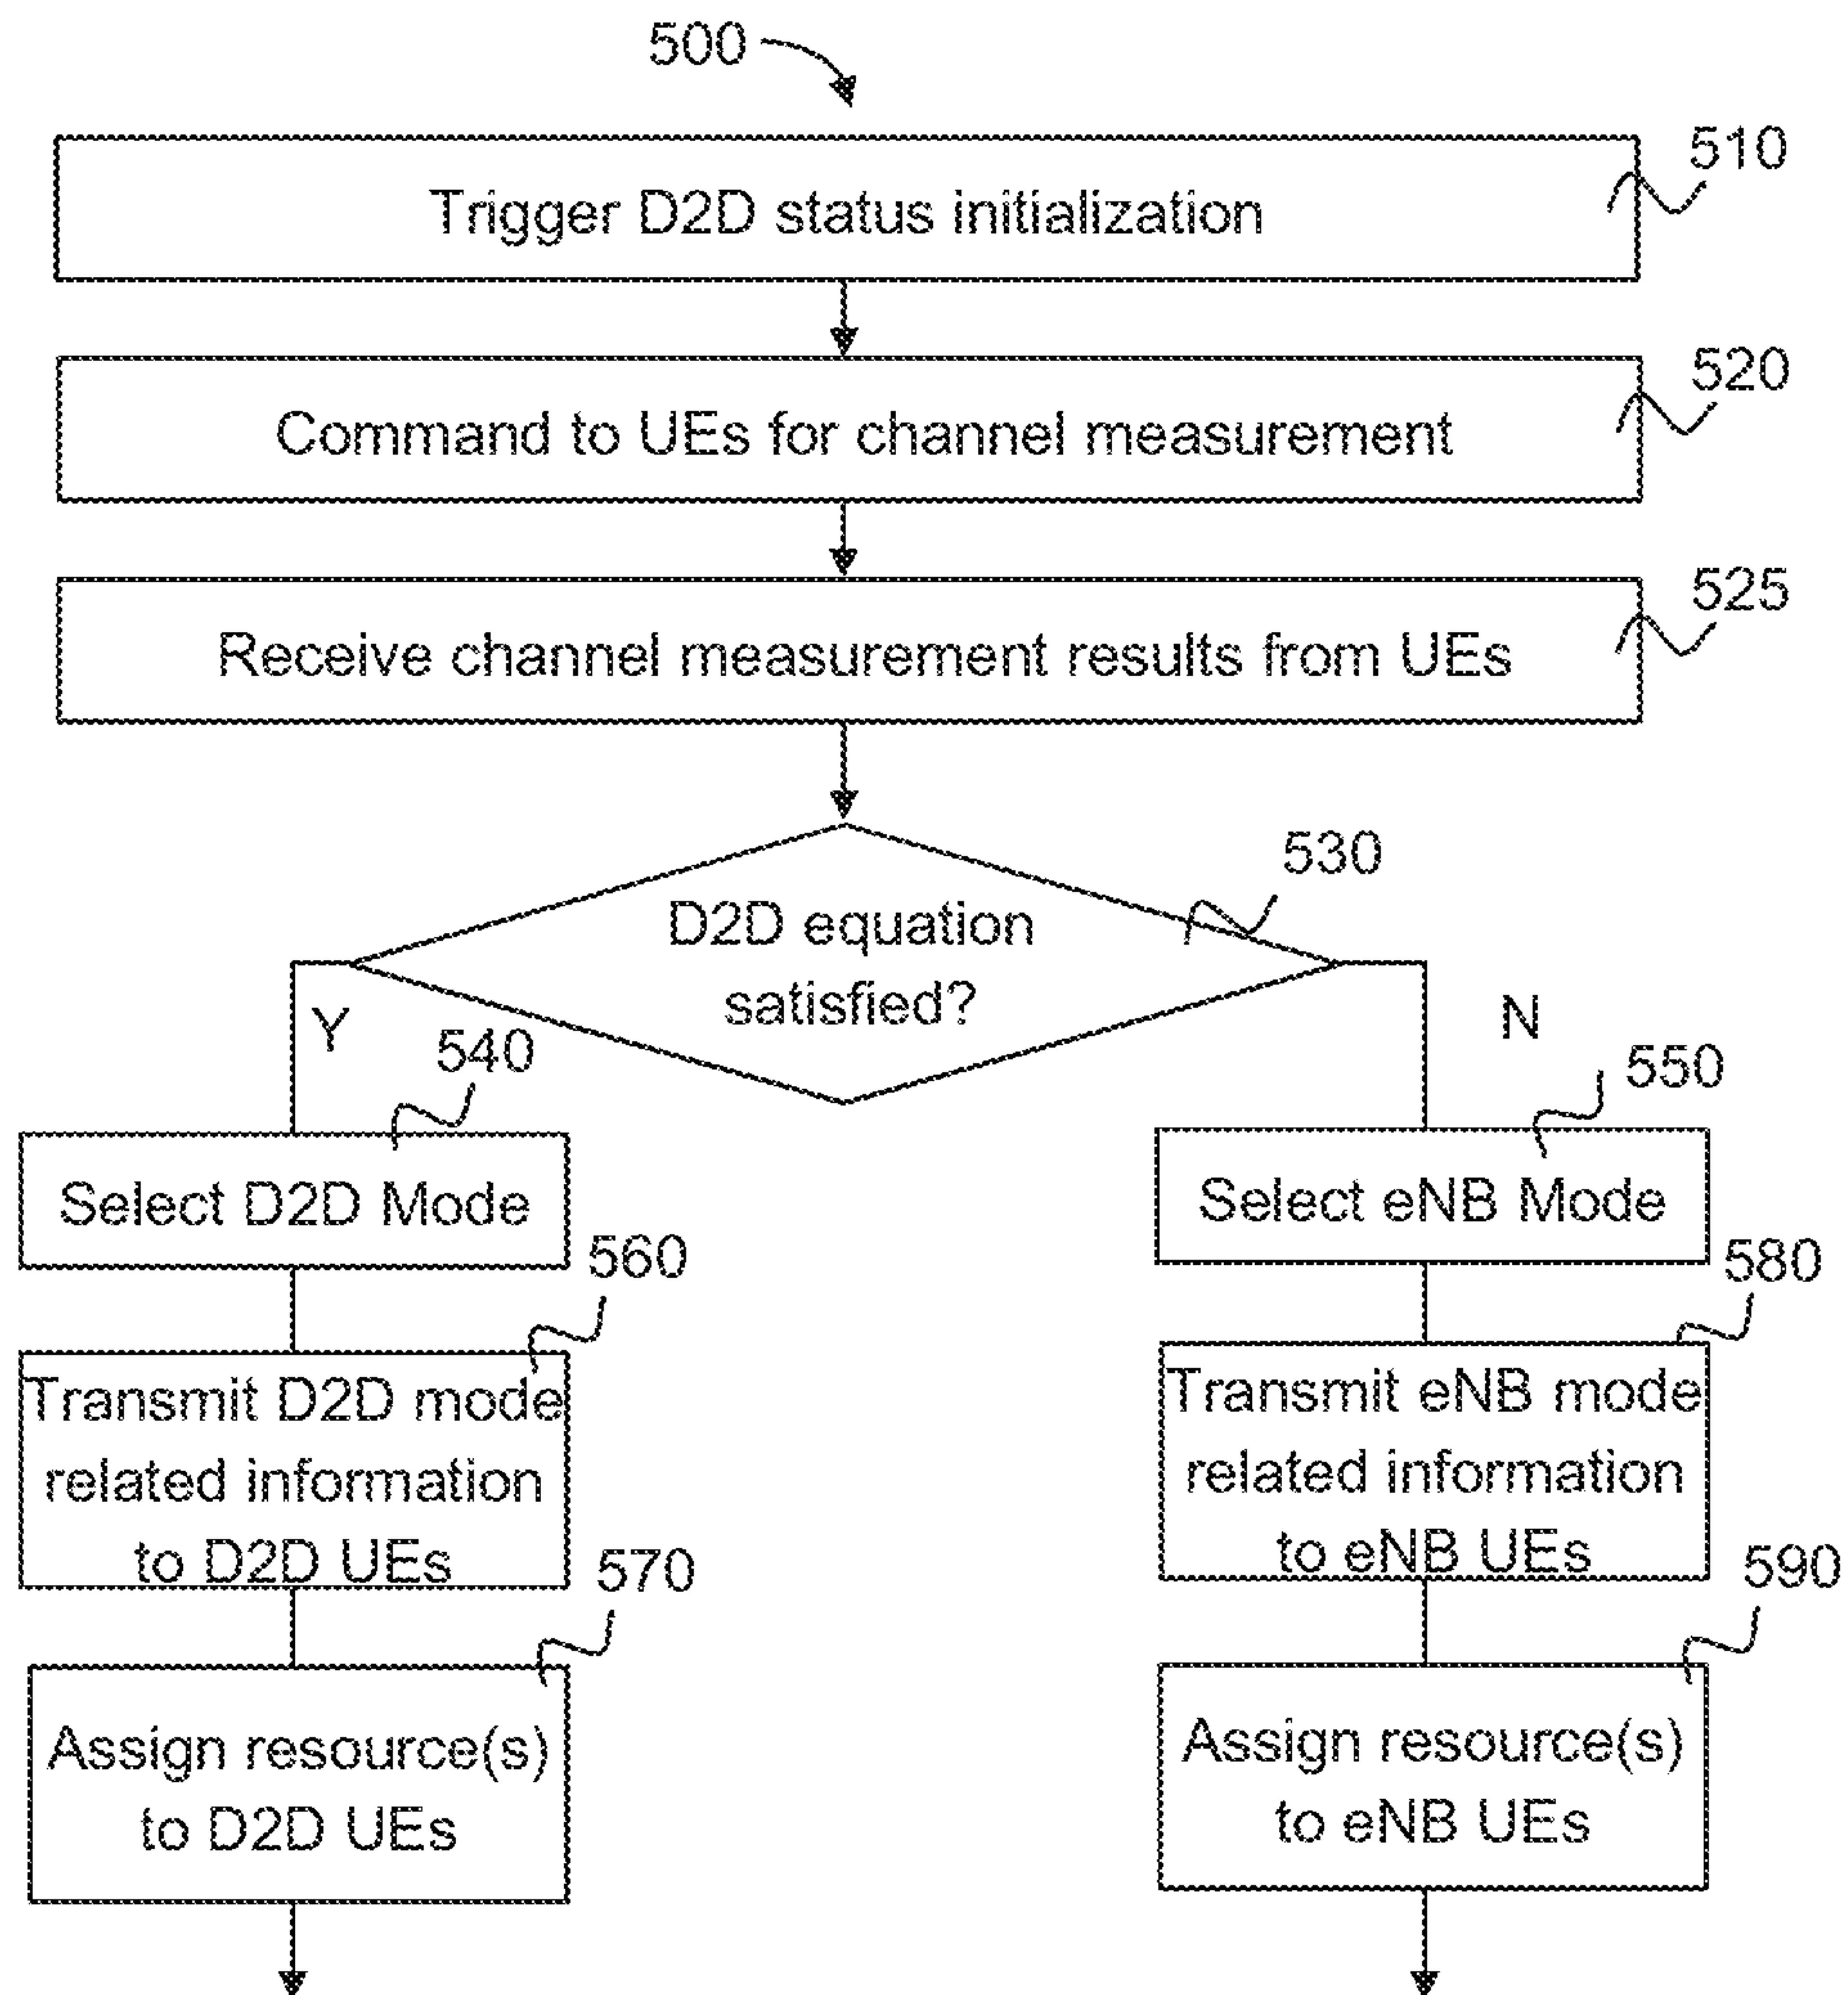 500
510
Trigger D2D status initialization
520
Command to UEs for channel measurement
525
Receive channel measurement results from UEs
530
D2D equation
satisfied?
Y
N
540
550
Select D2D Mode
Select eNB Mode
560
580
Transmit D2D mode
related information
to D2D UEs
Transmit eNB mode
related information
to eNB UEs
570
590
Assign resource(s)
to D2D UEs
Assign resource(s)
to eNB UEs